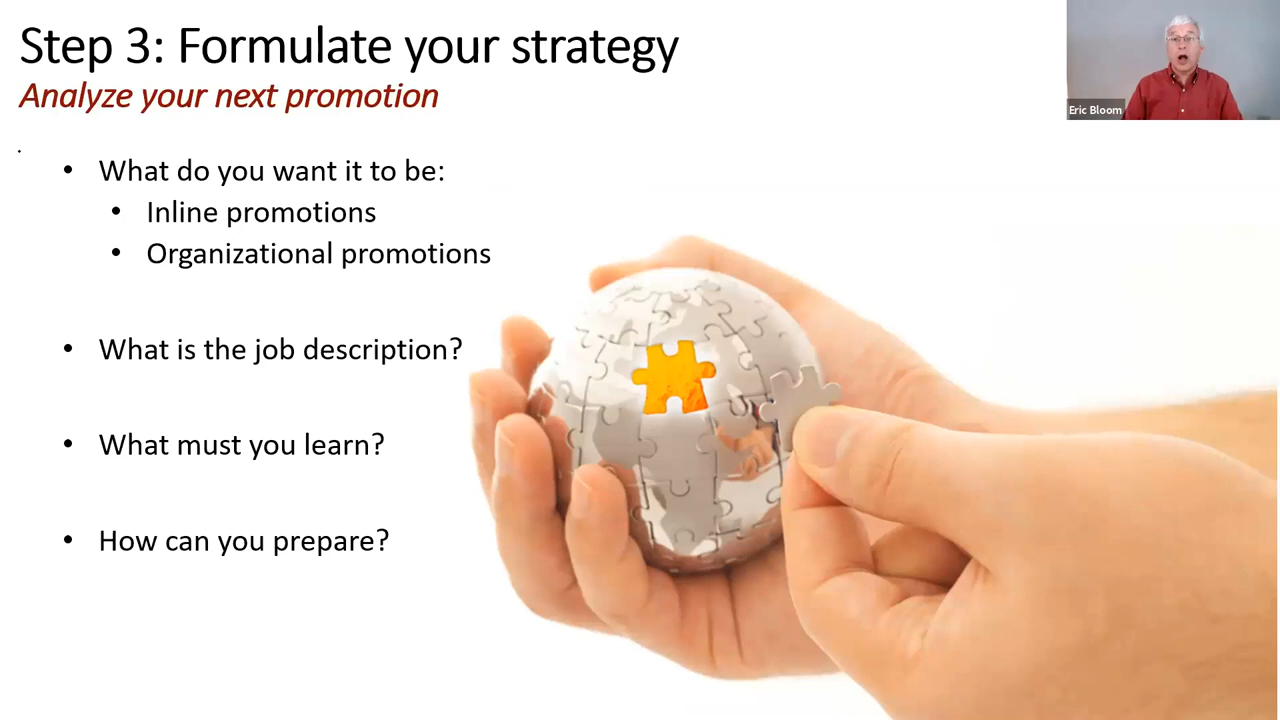 Step 3: Formulate your strategy
Analyze your next promotion
Eric Bloom
• What do you want it to be:
• Inline promotions
• Organizational promotions
• What is the job description?
• What must you learn?
• How can you prepare?